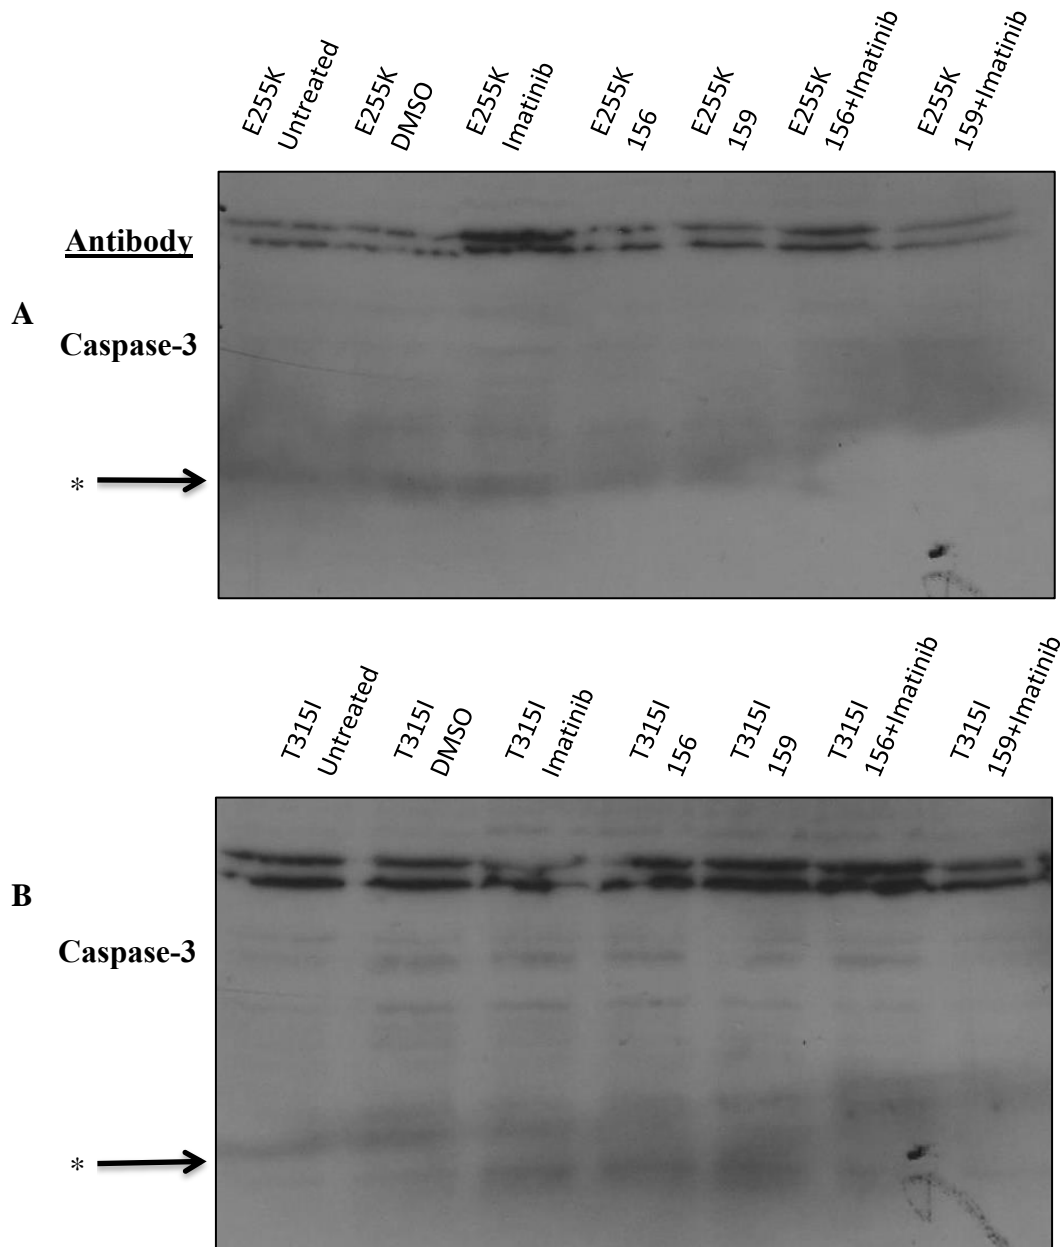 E255K
Untreated
E255K
DMSO
E255K
Imatinib
E255K
156
E255K
159
E255K
156+Imatinib
E255K
159+Imatinib
Antibody
A
Caspase-3
*
T315I
Untreated
T315I
DMSO
T315I
Imatinib
T315I
156
T315I
159
T315I
156+Imatinib
T315I
159+Imatinib
B
Caspase-3
*